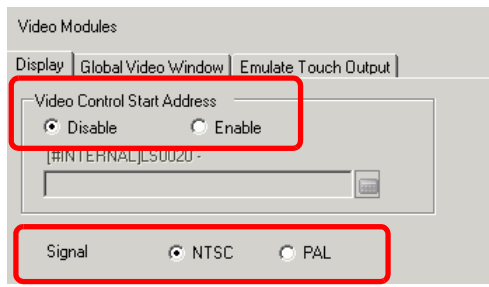 Video Modules
Display Global Video Window Emulate Touch Output
Video Control Start Address
Disable Enable
[#INTERNAL]LS0020 -
Signal NTSC PAL